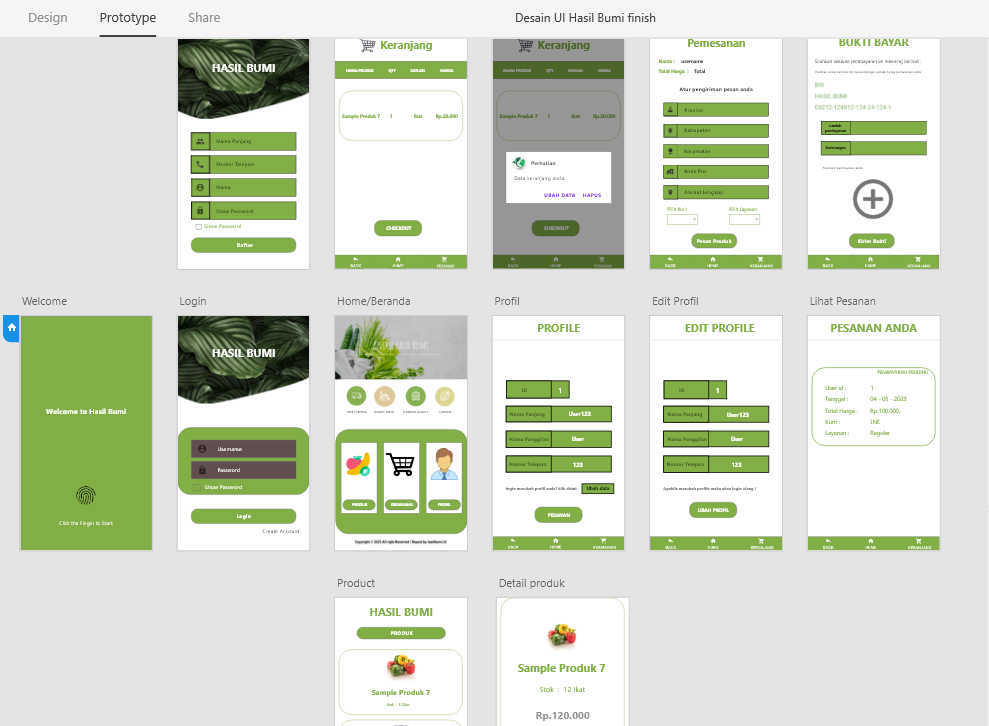 Design
Prototype
Share
Desain UI Hasil Bumi finish
HASIL BUMI
Nama Panjang
Nomor Telepon
Nama
Show Password
Show Password
Daftar
Keranjang
NAMA PRODUK QTY SATUAN HARGA
Sample Produk 7 1 Ikat Rp.20.000
CHECKOUT
BACK HOME PESANAN
Keranjang
NAMA PRODUK QTY SATUAN HARGA
Sample Produk 7 1 Ikat Rp.20.000
Perhatian
Data keranjang anda
UBAH DATA HAPUS
CHECKOUT
BACK HOME PESANAN
Pemesanan
Nama : username
Total Harga : Total
Atur pengiriman pesan anda
Provinsi
Kabupaten
Kecamatan
Kode Pos
Alamat Lengkap
Pilih Kurir Pilih Layanan
Pesan Produk
BACK HOME KERANJANG
BUKTI BAYAR
Silahkan lakukan pembayaran ke rekening berikut :
BRI
HASIL BUMI
03212-124912-124-24-124-1
Jumlah pembayaran
Keterangan
Kirim Bukti
BACK HOME KERANJANG
Welcome
Welcome to Hasil Bumi
Click the Finger to Start
Login
HASIL BUMI
Username
Password
Show Password
Login
Create Account
Home/Beranda
PRODUK
KERANJANG
PROFIL
Profil
PROFILE
ID 1
Nama Panjang User123
Nama Panggilan User
Nomor Telepon 123
Ingin merubah profil anda? klik disini: Ubah data
PESANAN
BACK HOME KERANJANG
Edit Profil
EDIT PROFILE
ID 1
Nama Panjang User123
Nama Panggilan User
Nomor Telepon 123
Apabila merubah profile maka akan login ulang !
UBAH PROFIL
BACK HOME KERANJANG
Lihat Pesanan
PESANAN ANDA
PEMBAYARAN PENDING
User id : 1
Tanggal : 04 - 05 - 2023
Total Harga : Rp.100.000,-
Kurir : JNE
Layanan : Reguler
BACK HOME KERANJANG
Product
HASIL BUMI
PRODUK
Sample Produk 7
Stok : 12 Ikat
Detail produk
Sample Produk 7
Stok : 12 Ikat
Rp.120.000